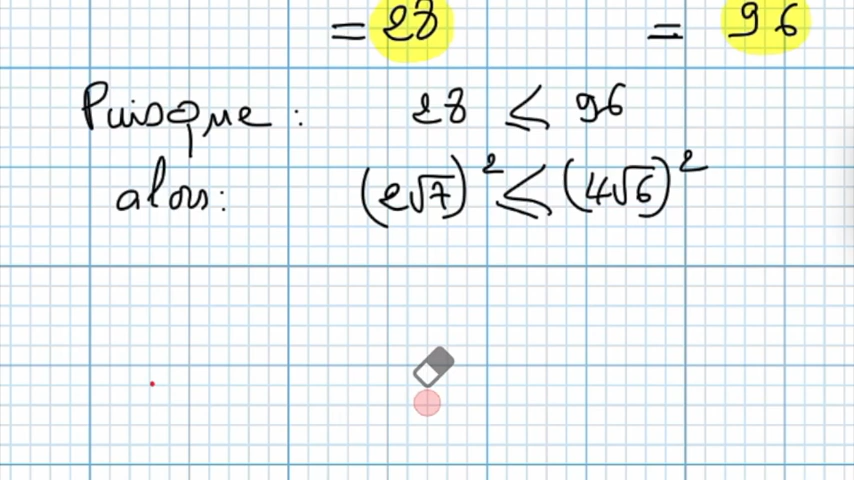 = 28 = 96
Puisque : 28 ≤ 96
alors : (2√7)² ≤ (4√6)²